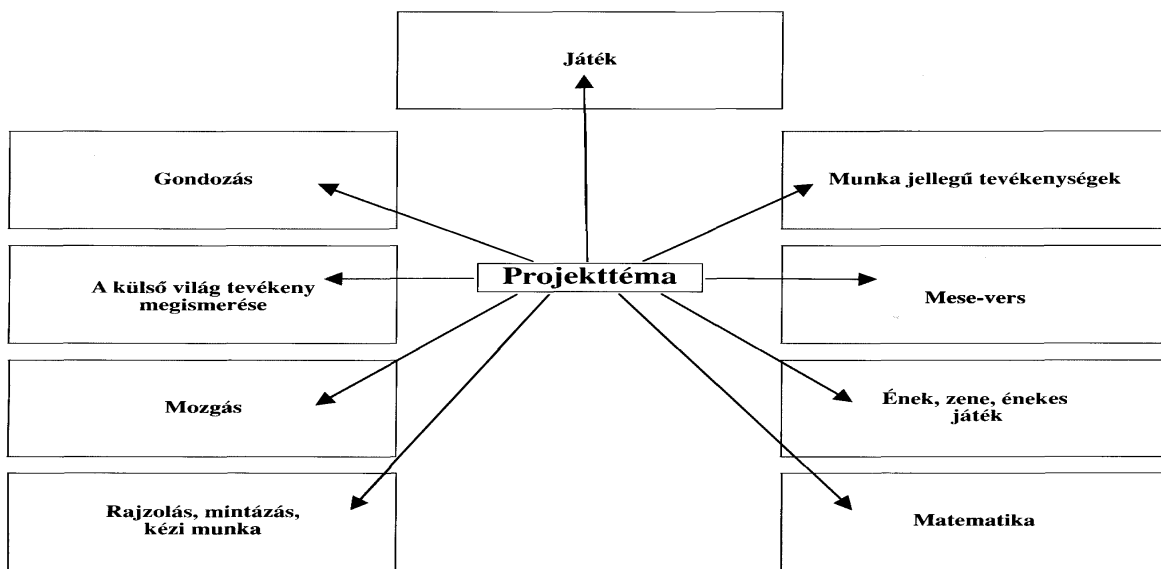 Játék
Gondozás
Munka jellegű tevékenységek
Projekttéma
A külső világ tevékeny
megismerése
Mese-vers
Mozgás
Ének, zene, énekes
játék
Rajzolás, mintázás,
kézi munka
Matematika